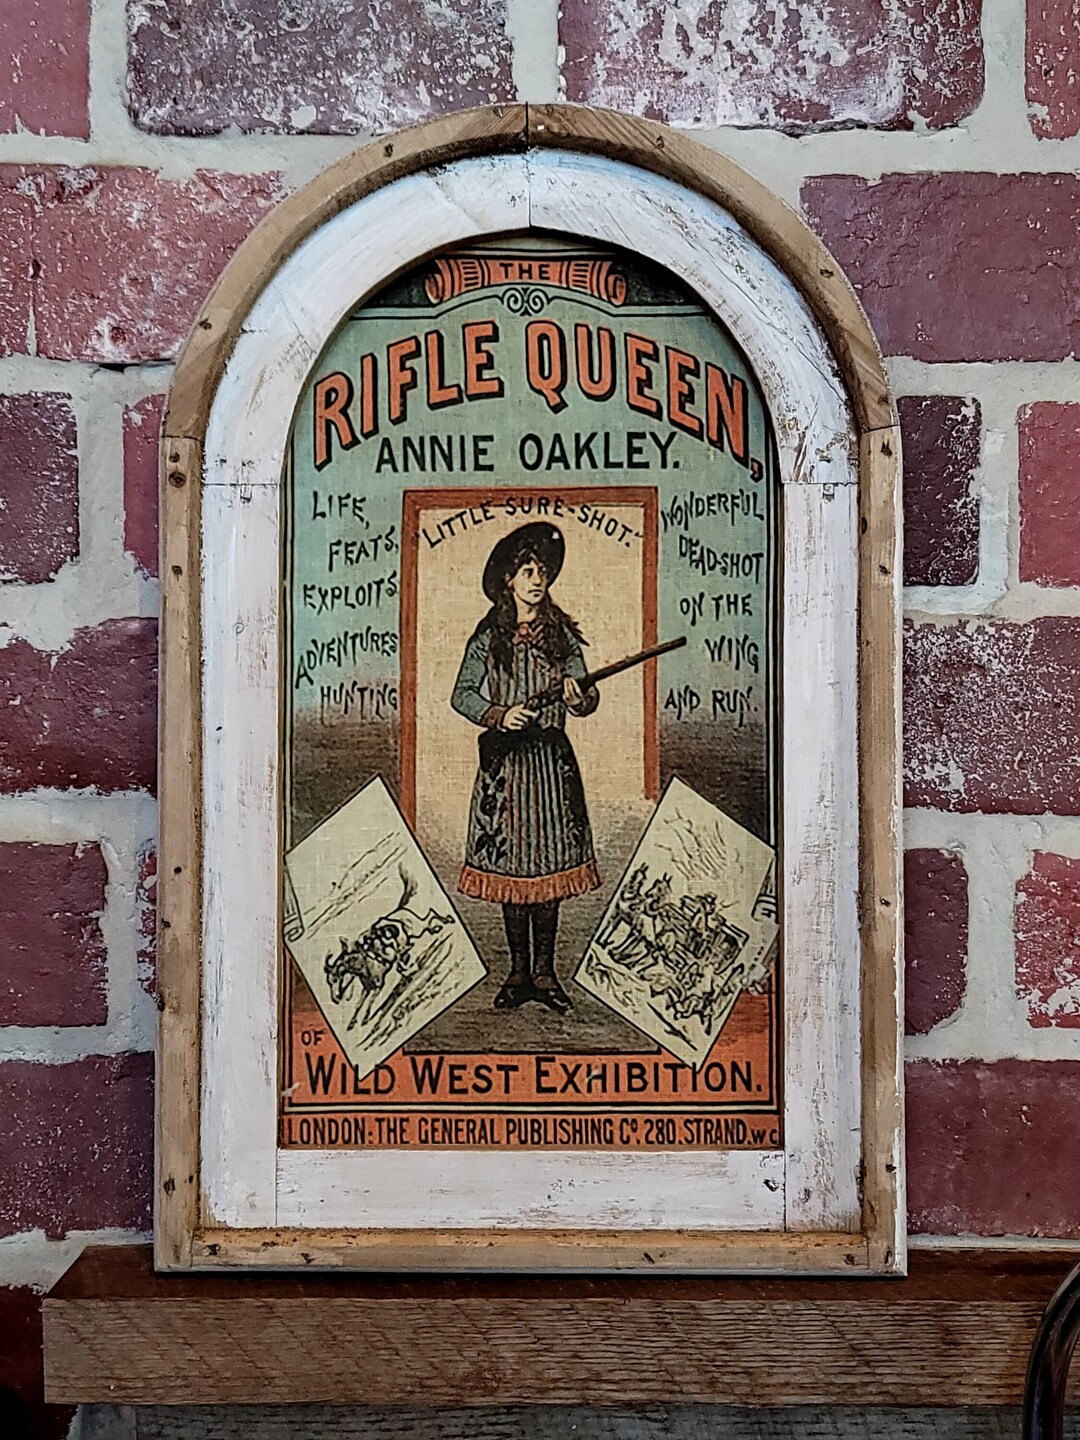 THE
RIFLE QUEEN,
ANNIE OAKLEY.
"LITTLE SURE-SHOT."
LIFE,
FEATS,
EXPLOITS
ADVENTURES
HUNTING
WONDERFUL
DEAD-SHOT
ON THE
WING
AND RUN.
OF
WILD WEST EXHIBITION.
LONDON: THE GENERAL PUBLISHING Co. 280. STRAND. W C